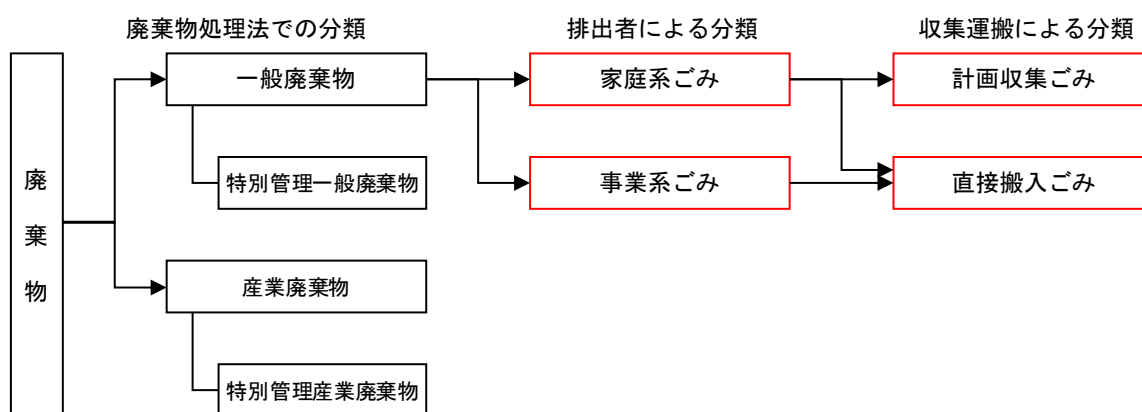 廃棄物処理法での分類
排出者による分類
収集運搬による分類
廃棄物
一般廃棄物
家庭系ごみ
計画収集ごみ
特別管理一般廃棄物
事業系ごみ
直接搬入ごみ
産業廃棄物
特別管理産業廃棄物